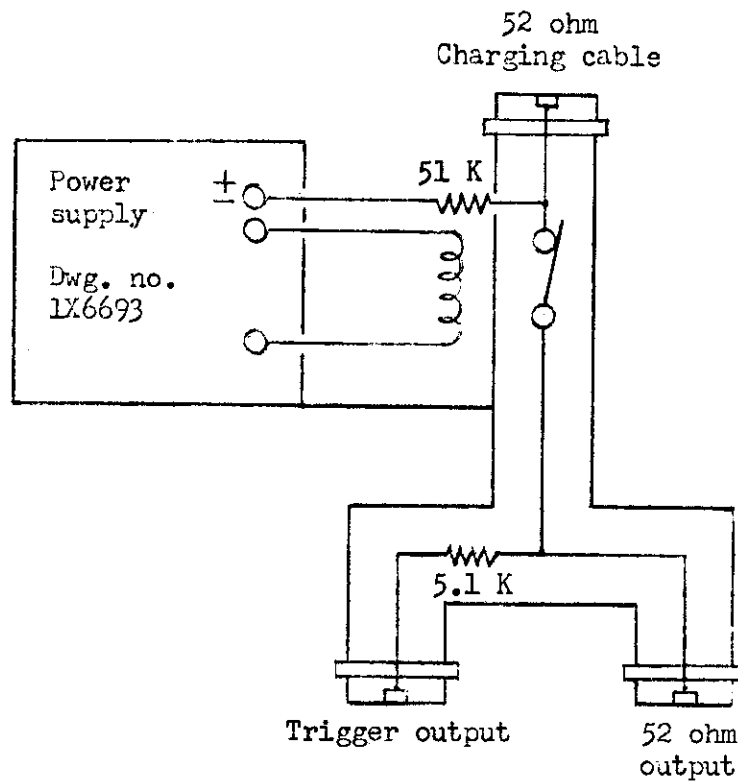 52 ohm
Charging cable
51 K
Power
supply
+
-
Dwg. no.
1X6693
5.1 K
Trigger output
52 ohm
output